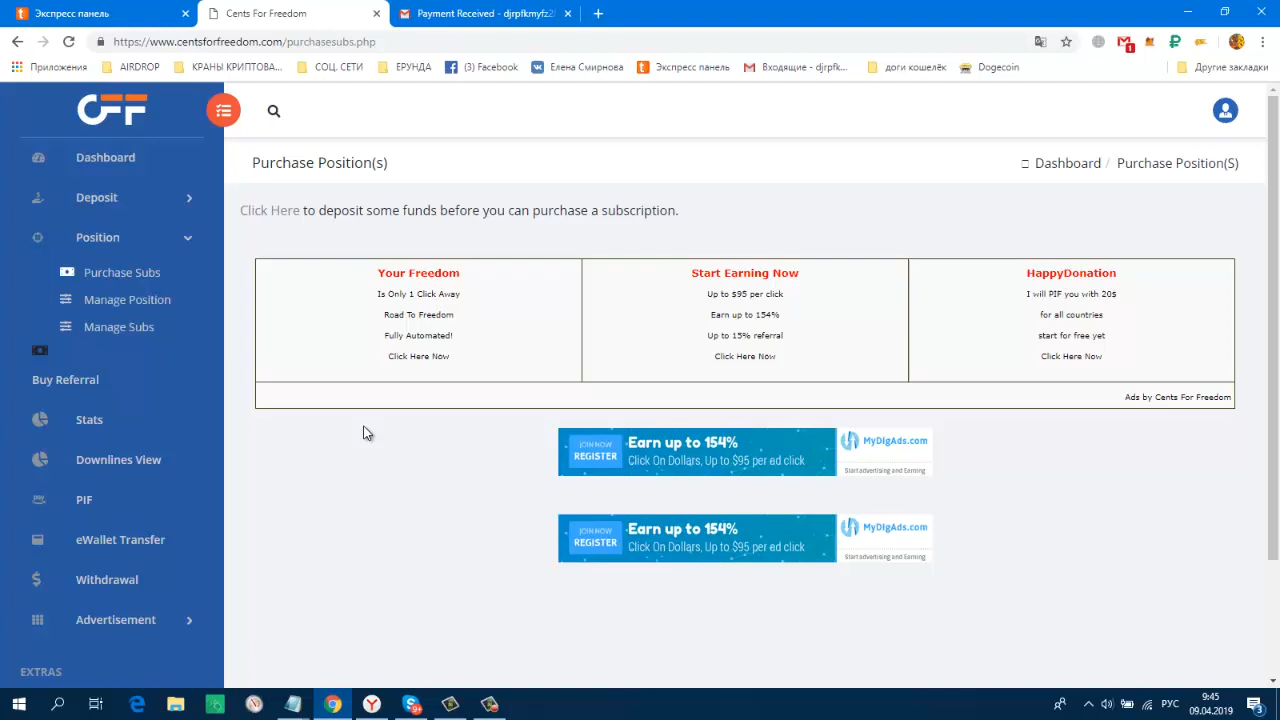 Экспресс панель
Cents For Freedom
Payment Received - djrpfkmyfz2
https://www.centsforfreedom.com/purchasesubs.php
1
Приложения
AIRDROP
КРАНЫ КРИПТОВА...
СОЦ. СЕТИ
ЕРУНДА
(3) Facebook
Елена Смирнова
Экспресс панель
Входящие - djrpfk...
доги кошелёк
Dogecoin
Другие закладки
CFF
Dashboard
Deposit
Position
Purchase Subs
Manage Position
Manage Subs
Buy Referral
Stats
Downlines View
PIF
eWallet Transfer
Withdrawal
Advertisement
EXTRAS
Purchase Position(s)
Dashboard / Purchase Position(S)
Click Here to deposit some funds before you can purchase a subscription.
Your Freedom
Is Only 1 Click Away
Road To Freedom
Fully Automated!
Click Here Now
Start Earning Now
Up to $95 per click
Earn up to 154%
Up to 15% referral
Click Here Now
HappyDonation
I will PIF you with 20$
for all countries
start for free yet
Click Here Now
Ads by Cents For Freedom
JOIN NOW
REGISTER
Earn up to 154%
Click On Dollars, Up to $95 per ad click
MyDigAds.com
Start advertising and Earning
JOIN NOW
REGISTER
Earn up to 154%
Click On Dollars, Up to $95 per ad click
MyDigAds.com
Start advertising and Earning
РУС
9:45
09.04.2019
3